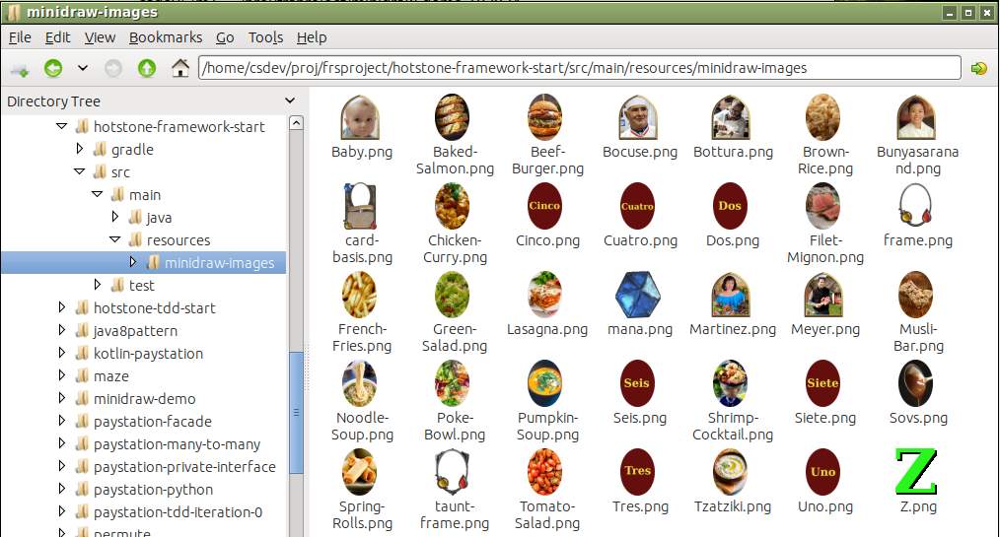 minidraw-images
File Edit View Bookmarks Go Tools Help
/home/csdev/proj/frsproject/hotstone-framework-start/src/main/resources/minidraw-images
Directory Tree
hotstone-framework-start
gradle
src
main
java
resources
minidraw-images
test
hotstone-tdd-start
java8pattern
kotlin-paystation
maze
minidraw-demo
paystation-facade
paystation-many-to-many
paystation-private-interface
paystation-python
paystation-tdd-iteration-0
permute
Baby.png
Baked-
Salmon.png
Beef-
Burger.png
Bocuse.png
Bottura.png
Brown-
Rice.png
Bunyasarana
nd.png
card-
basis.png
Chicken-
Curry.png
Cinco
Cinco.png
Cuatro
Cuatro.png
Dos
Dos.png
Filet-
Mignon.png
frame.png
French-
Fries.png
Green-
Salad.png
Lasagna.png
mana.png
Martinez.png
Meyer.png
Musli-
Bar.png
Noodle-
Soup.png
Poke-
Bowl.png
Pumpkin-
Soup.png
Seis
Seis.png
Shrimp-
Cocktail.png
Siete
Siete.png
Sovs.png
Spring-
Rolls.png
taunt-
frame.png
Tomato-
Salad.png
Tres
Tres.png
Tzatziki.png
Uno
Uno.png
Z
Z.png